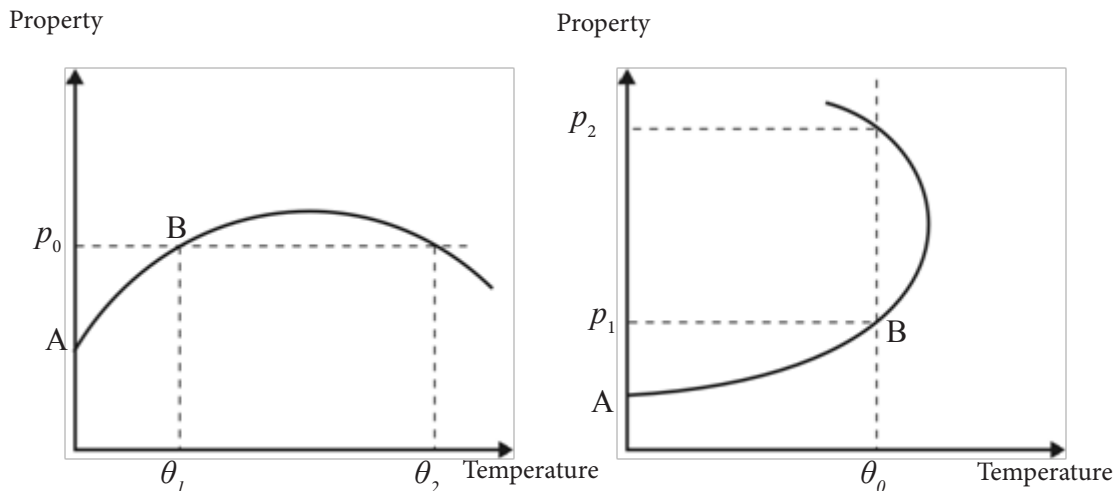 Property
p₀
B
A
θ₁
θ₂
Temperature
Property
p₂
p₁
B
A
θ₀
Temperature